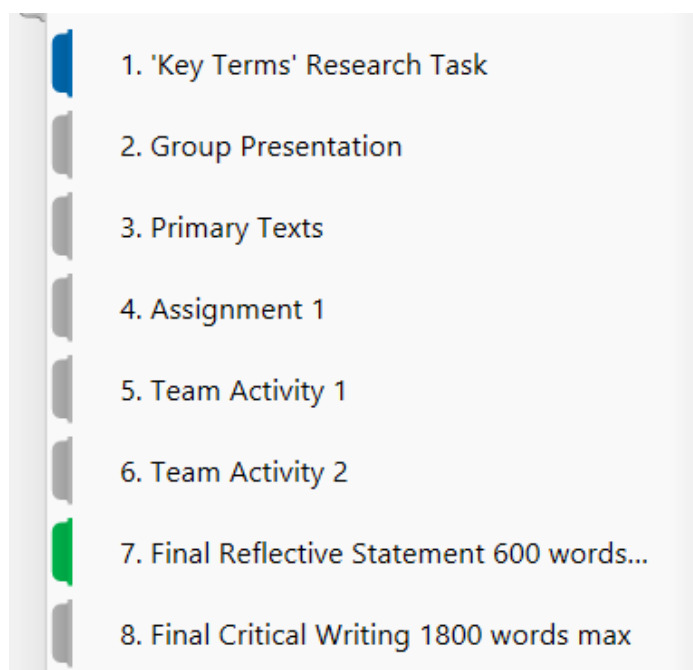 1. 'Key Terms' Research Task
2. Group Presentation
3. Primary Texts
4. Assignment 1
5. Team Activity 1
6. Team Activity 2
7. Final Reflective Statement 600 words...
8. Final Critical Writing 1800 words max